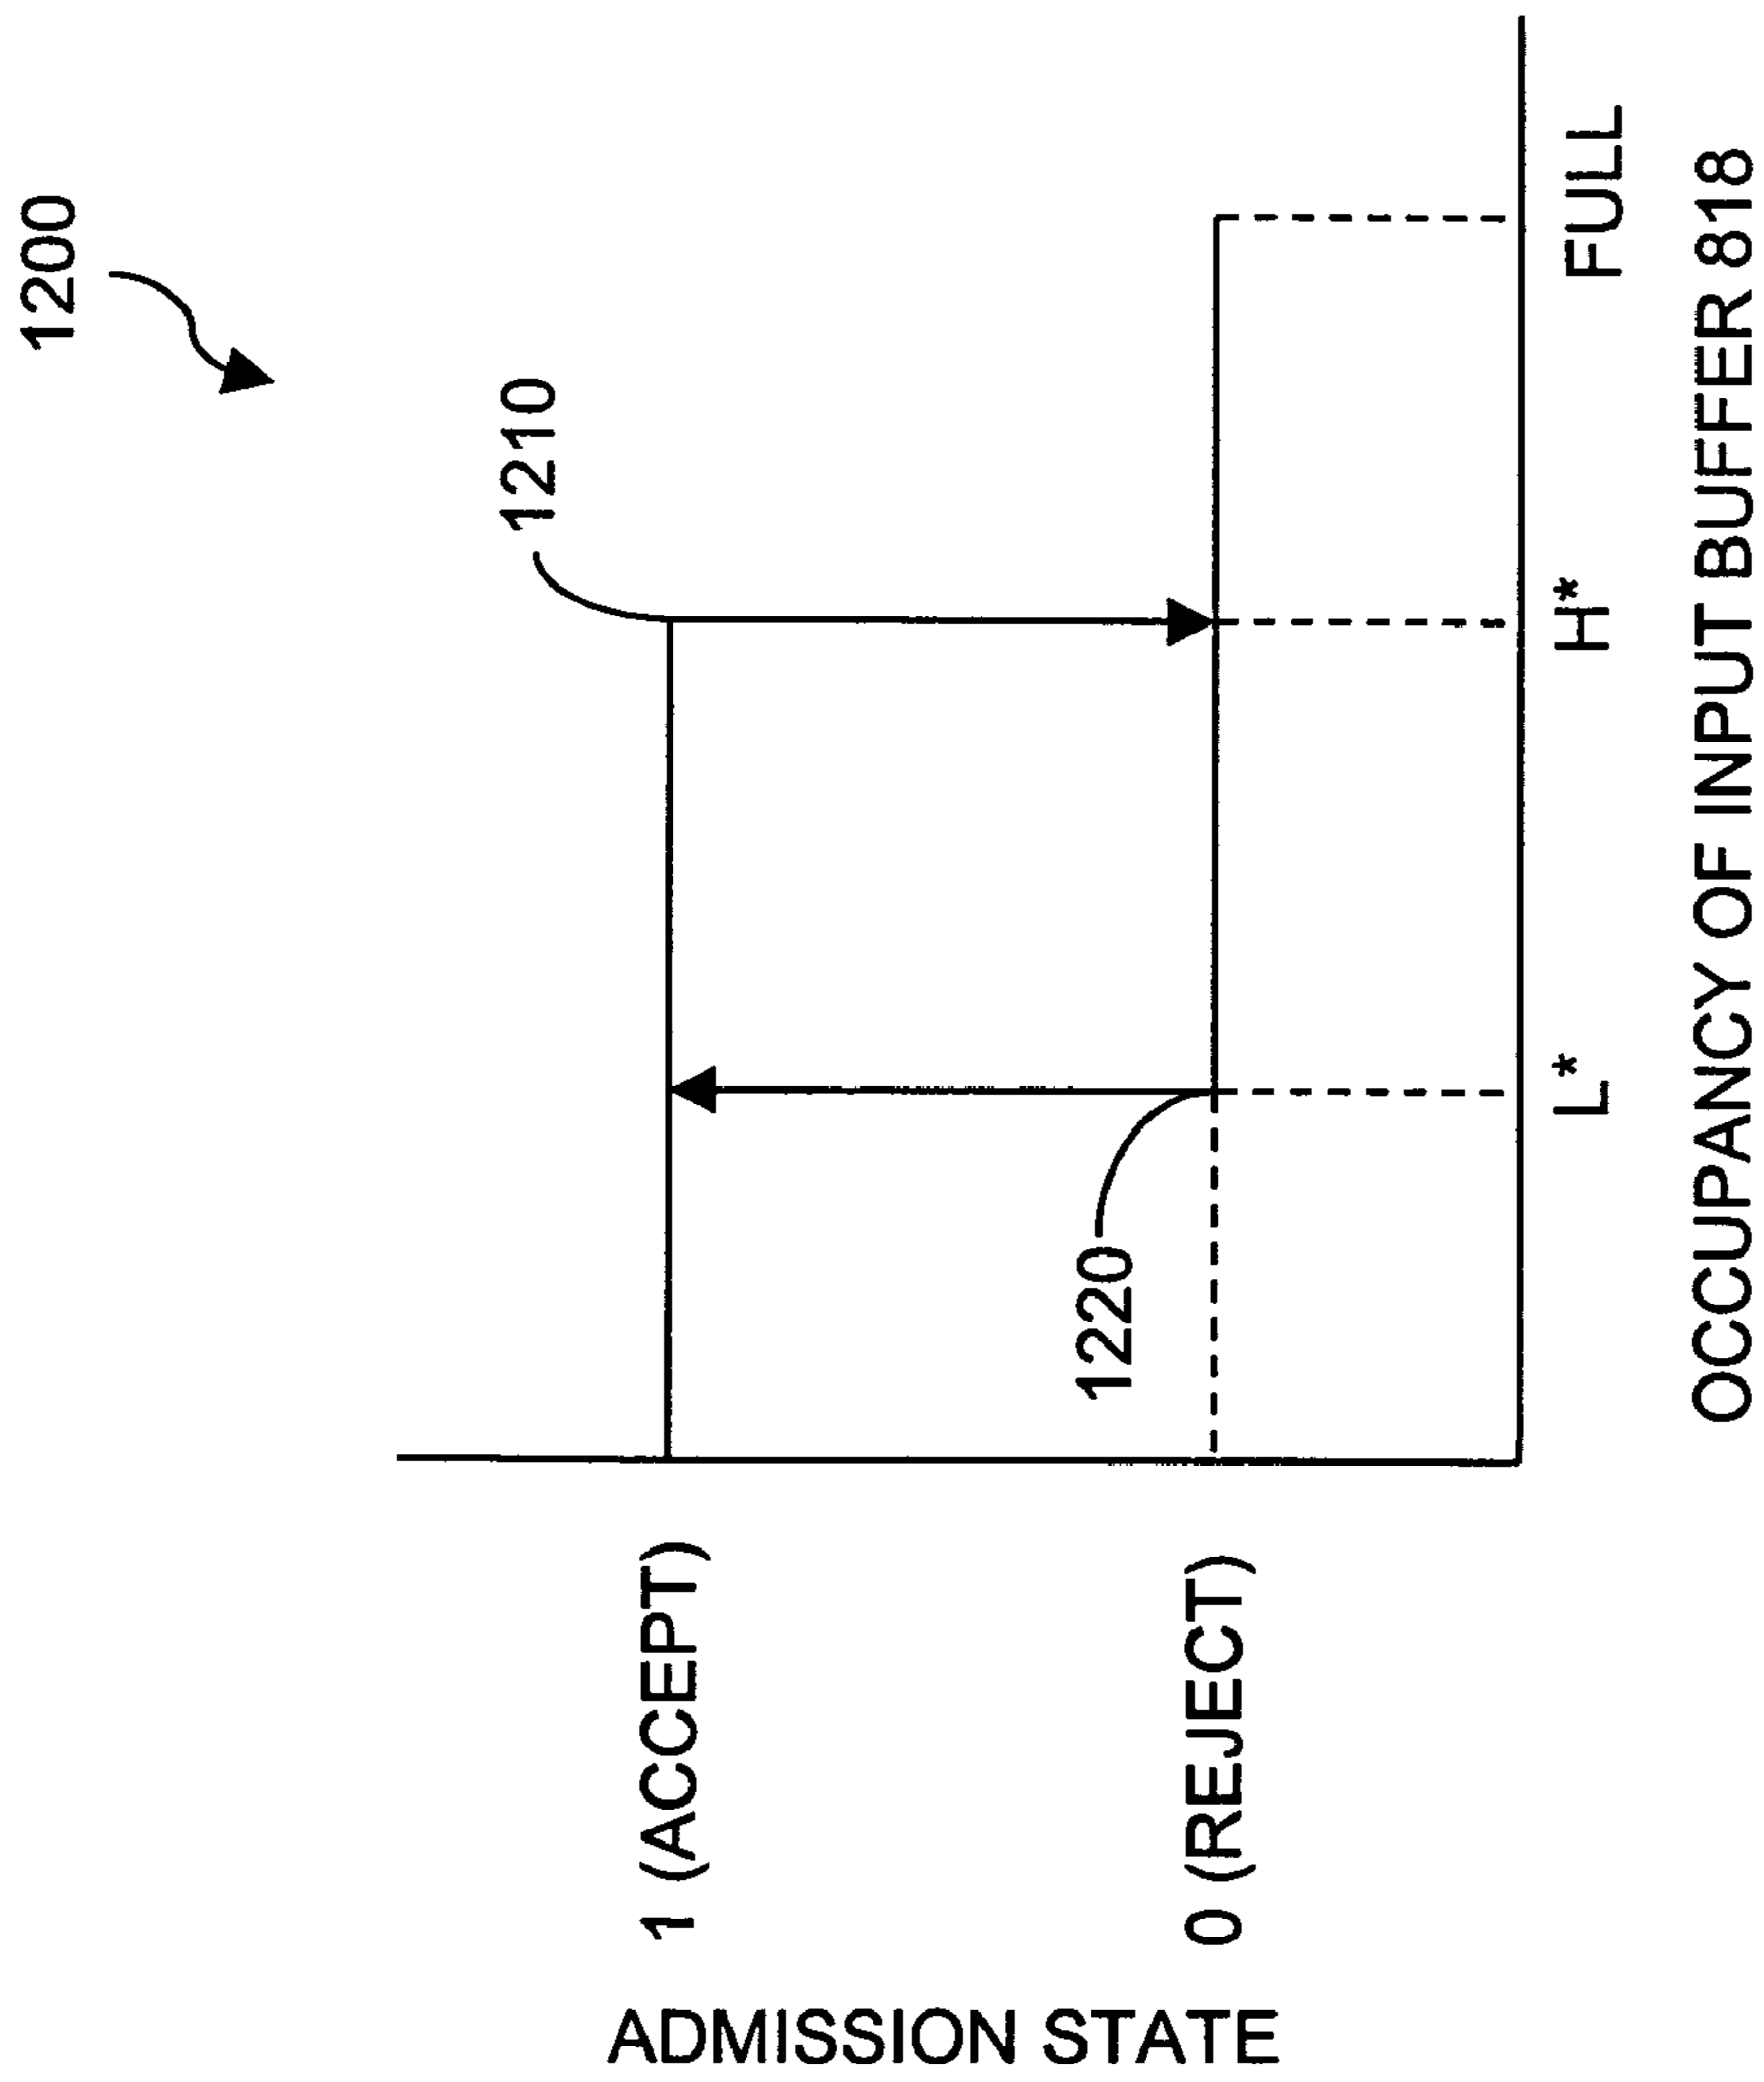 1200
1210
1 (ACCEPT)
1220
0 (REJECT)
ADMISSION STATE
L*
H*
FULL
OCCUPANCY OF INPUT BUFFER 818